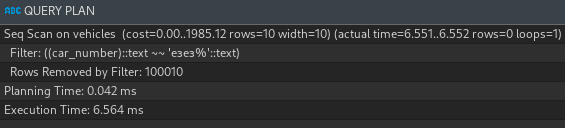 ABC QUERY PLAN
Seq Scan on vehicles  (cost=0.00..1985.12 rows=10 width=10) (actual time=6.551..6.552 rows=0 loops=1)
  Filter: ((car_number)::text ~~ 'езез%'::text)
  Rows Removed by Filter: 100010
Planning Time: 0.042 ms
Execution Time: 6.564 ms